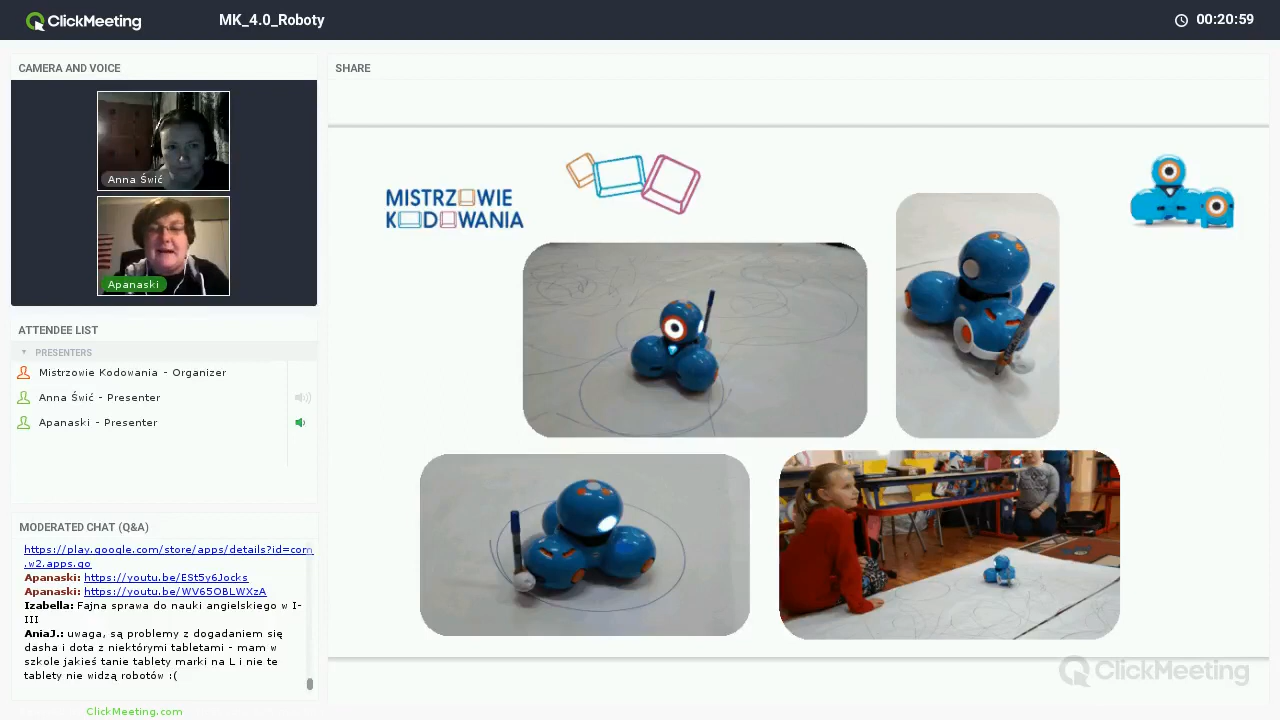 ClickMeeting
MK_4.0_Roboty
00:20:59
CAMERA AND VOICE
Anna Świć
Apanaski
ATTENDEE LIST
PRESENTERS
Mistrzowie Kodowania - Organizer
Anna Świć - Presenter
Apanaski - Presenter
MODERATED CHAT (Q&A)
https://play.google.com/store/apps/details?id=com
.w2.apps.go
Apanaski: https://youtu.be/ESt5y6Jocks
Apanaski: https://youtu.be/WV65OBLWXzA
Izabella: Fajna sprawa do nauki angielskiego w I-
III
AniaJ.: uwaga, są problemy z dogadaniem się
dasha i dota z niektórymi tabletami - mam w
szkole jakieś tanie tablety marki na L i nie te
tablety nie widzą robotów :(
ClickMeeting.com
SHARE
MISTRZOWIE
KODOWANIA
ClickMeeting